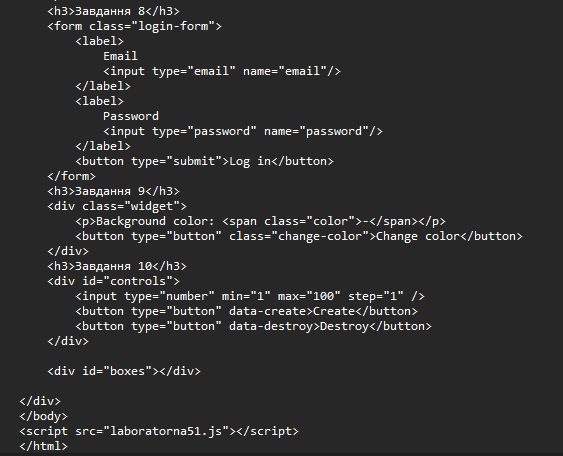 <h3>Завдання 8</h3>
<form class="login-form">
<label>
Email
<input type="email" name="email"/>
</label>
<label>
Password
<input type="password" name="password"/>
</label>
<button type="submit">Log in</button>
</form>
<h3>Завдання 9</h3>
<div class="widget">
<p>Background color: <span class="color">-</span></p>
<button type="button" class="change-color">Change color</button>
</div>
<h3>Завдання 10</h3>
<div id="controls">
<input type="number" min="1" max="100" step="1" />
<button type="button" data-create>Create</button>
<button type="button" data-destroy>Destroy</button>
</div>
<div id="boxes"></div>
</div>
</body>
<script src="laboratorna51.js"></script>
</html>